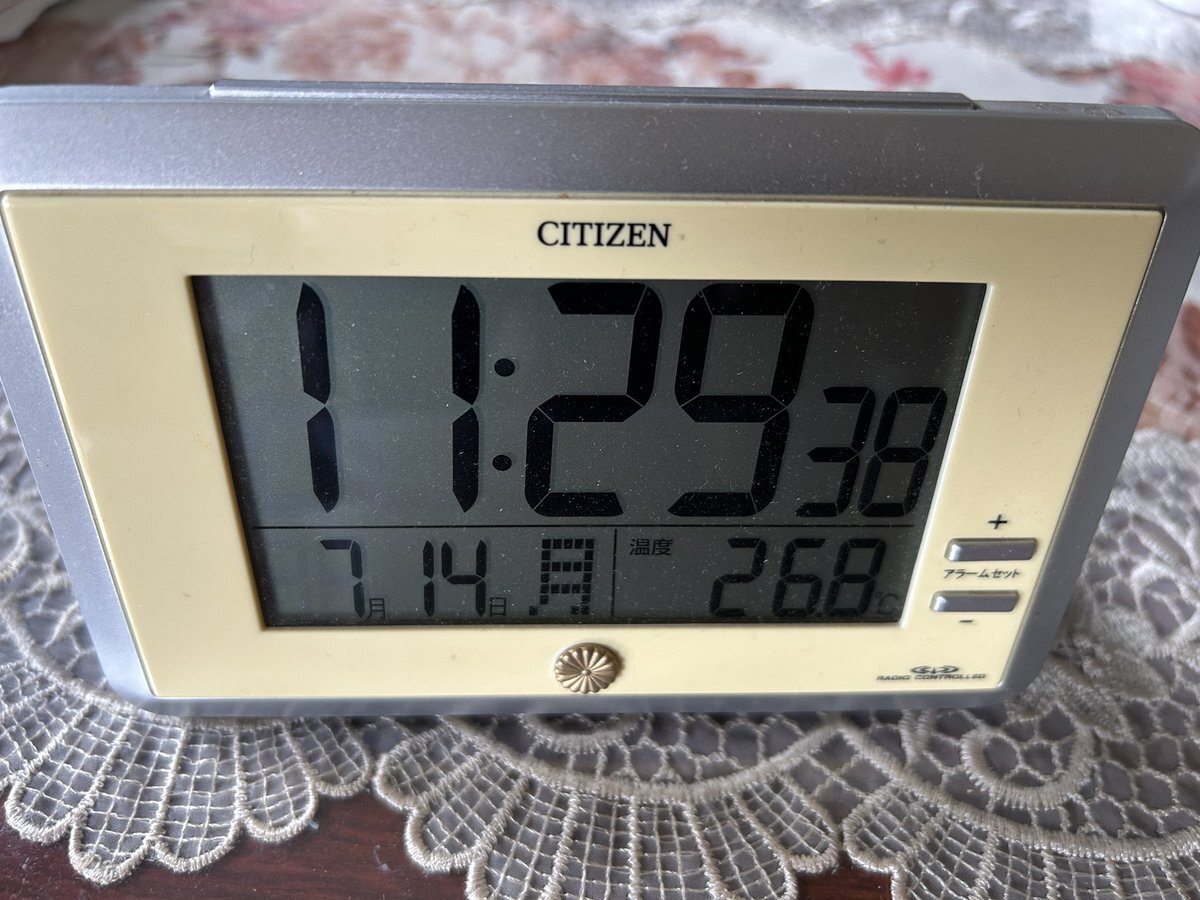 CITIZEN
11:29 38
7月 14日 月 温度 26.8℃
+
アラームセット
-
RADIO CONTROLLED